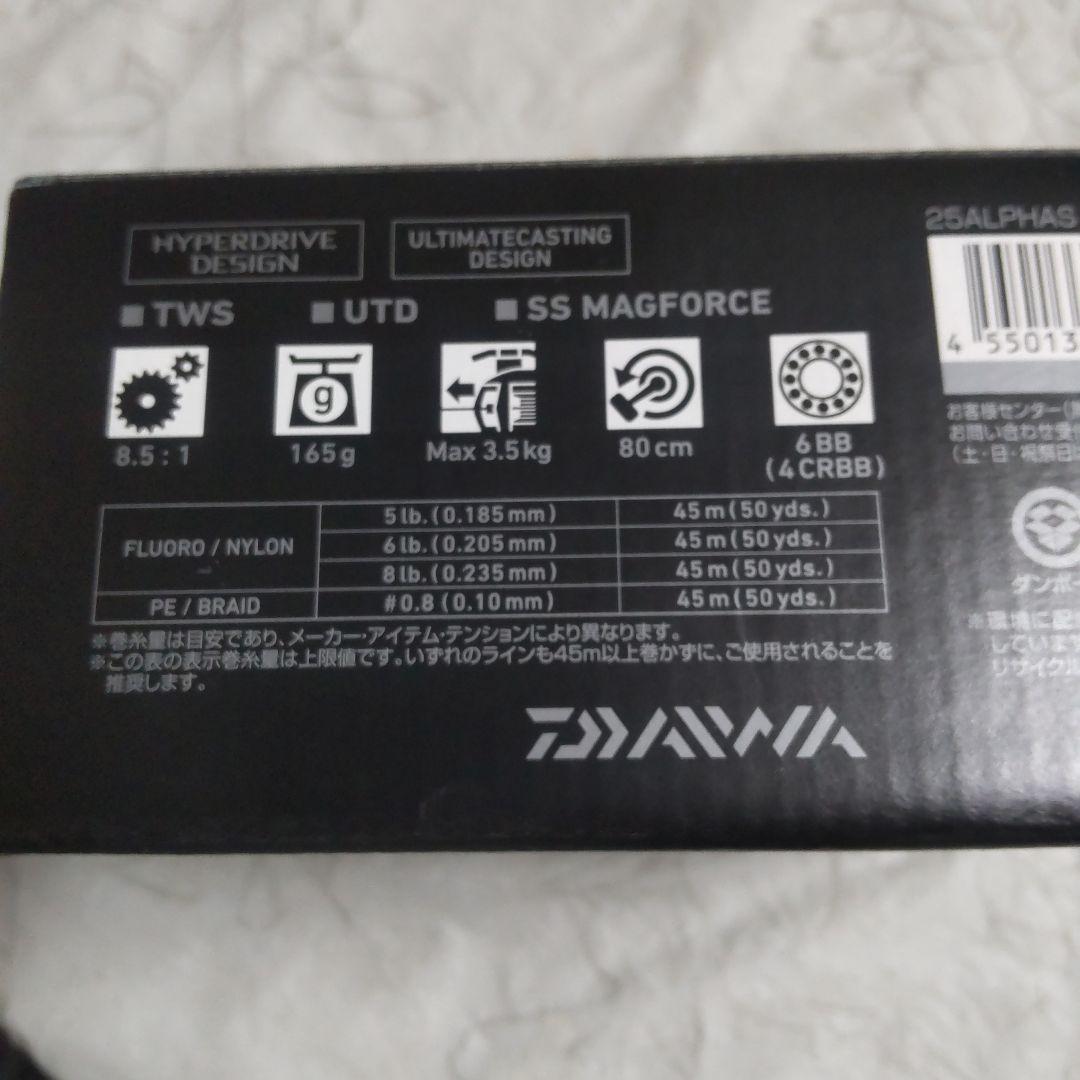 HYPERDRIVE
DESIGN
ULTIMATECASTING
DESIGN
■TWS ■UTD ■SS MAGFORCE
g
8.5:1
165g
Max 3.5kg
80cm
6BB
(4CRBB)
FLUORO / NYLON
5lb.(0.185mm) 45m(50yds.)
6lb.(0.205mm) 45m(50yds.)
8lb.(0.235mm) 45m(50yds.)
PE / BRAID #0.8(0.10mm) 45m(50yds.)
※巻糸量は目安であり、メーカー・アイテム・テンションにより異なります。
※この表の表示巻糸量は上限値です。いずれのラインも45m以上巻かずに、ご使用されることを
推奨します。
DAIWA
25ALPHAS
4 55013
お客様センター
お問い合わせ受
(土・日・祝祭日
ダンボー
※環境に配
しています
リサイクル